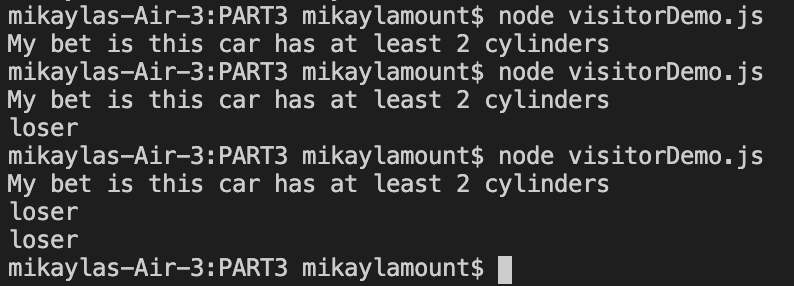 mikaylas-Air-3:PART3 mikaylamount$ node visitorDemo.js
My bet is this car has at least 2 cylinders
mikaylas-Air-3:PART3 mikaylamount$ node visitorDemo.js
My bet is this car has at least 2 cylinders
loser
mikaylas-Air-3:PART3 mikaylamount$ node visitorDemo.js
My bet is this car has at least 2 cylinders
loser
loser
mikaylas-Air-3:PART3 mikaylamount$